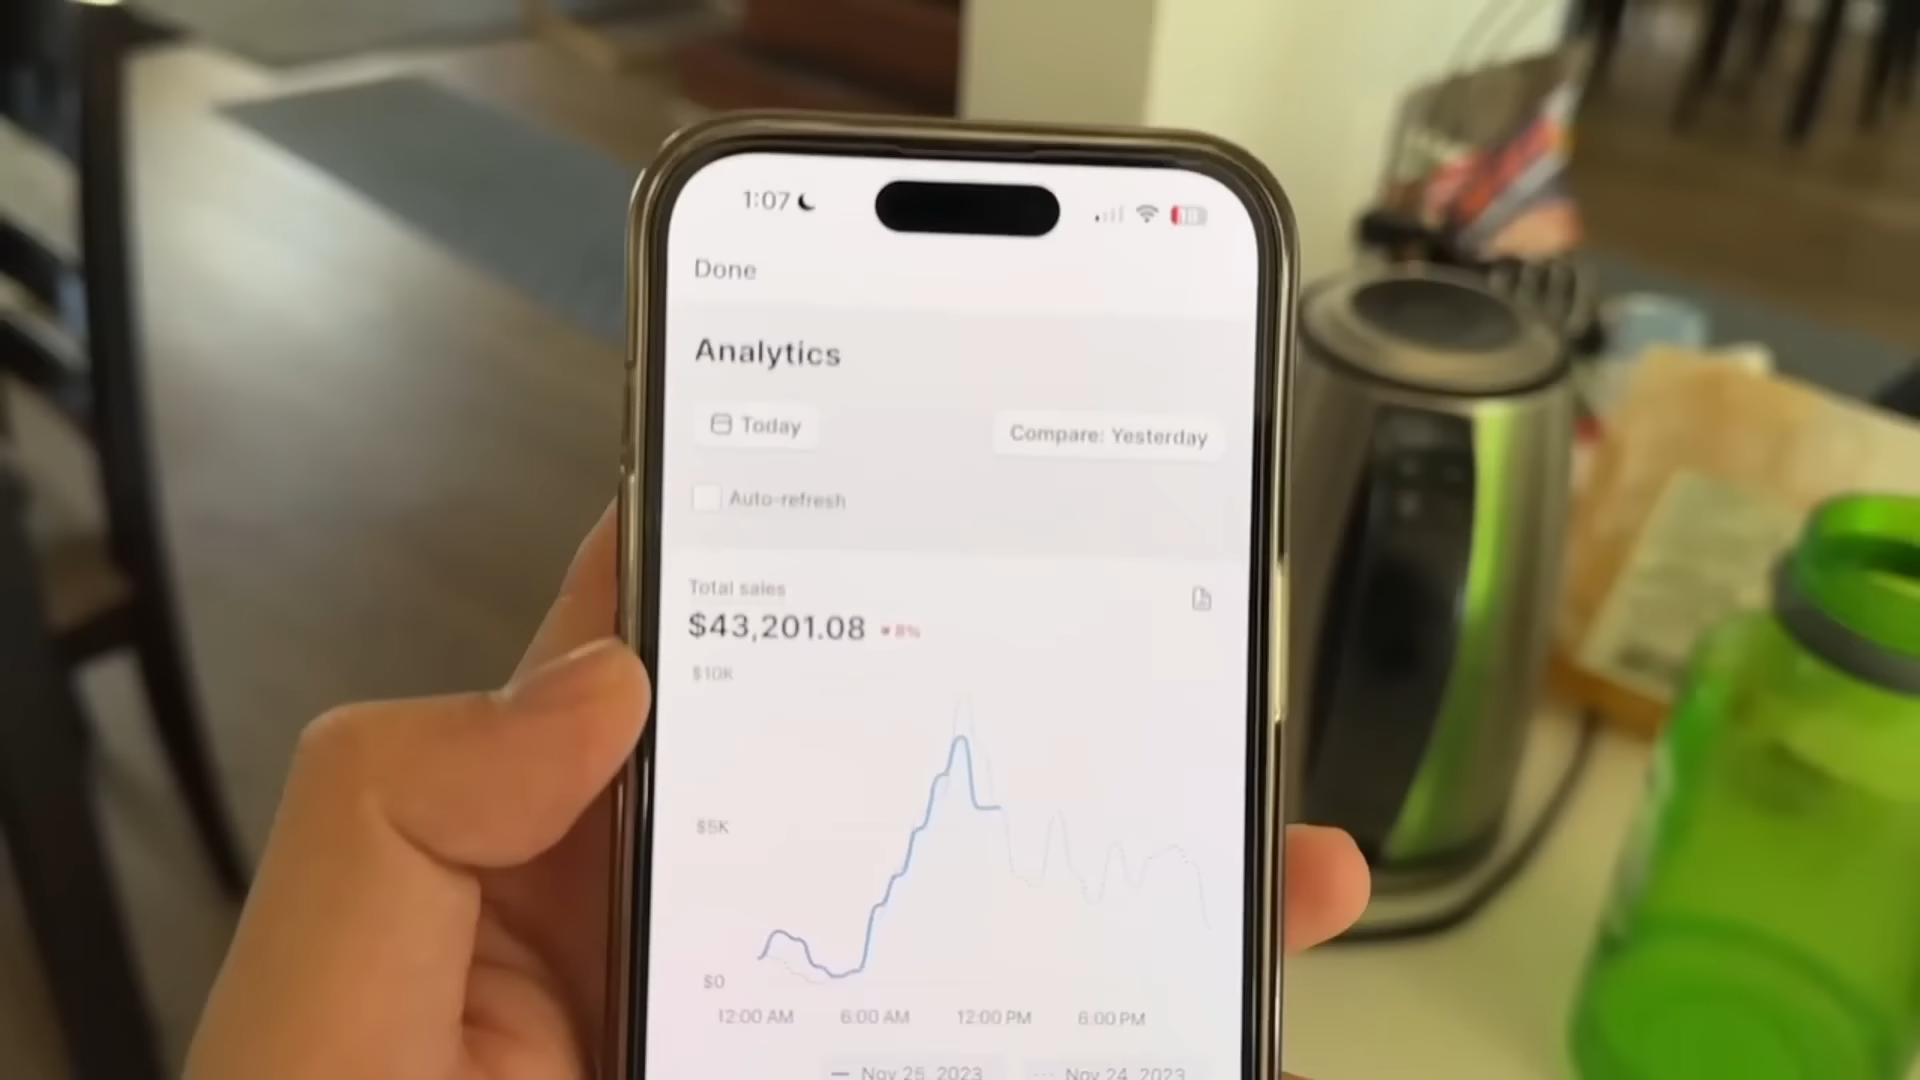 1:07
Done
Analytics
Today
Compare: Yesterday
Auto-refresh
Total sales
$43,201.08 8%
$10K
$5K
$0
12:00 AM 6:00 AM 12:00 PM 6:00 PM
Nov 25, 2023 Nov 24, 2023